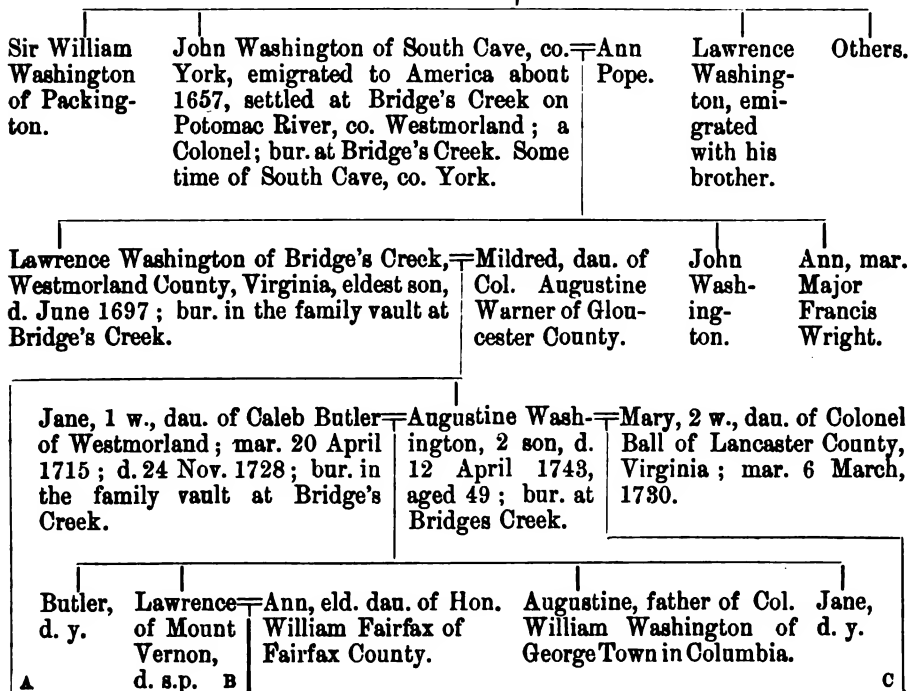 Sir William
Washington
of Packing-
ton.
John Washington of South Cave, co.
York, emigrated to America about
1657, settled at Bridge's Creek on
Potomac River, co. Westmorland ; a
Colonel; bur. at Bridge's Creek. Some
time of South Cave, co. York.
Ann
Pope.
Lawrence
Washing-
ton, emi-
grated
with his
brother.
Others.
Lawrence Washington of Bridge's Creek,
Westmorland County, Virginia, eldest son,
d. June 1697 ; bur. in the family vault at
Bridge's Creek.
Mildred, dau. of
Col. Augustine
Warner of Glou-
cester County.
John
Wash-
ing-
ton.
Ann, mar.
Major
Francis
Wright.
Jane, 1 w., dau. of Caleb Butler
of Westmorland ; mar. 20 April
1715 ; d. 24 Nov. 1728 ; bur. in
the family vault at Bridge's
Creek.
Augustine Wash-
ington, 2 son, d.
12 April 1743,
aged 49 ; bur. at
Bridges Creek.
Mary, 2 w., dau. of Colonel
Ball of Lancaster County,
Virginia ; mar. 6 March,
1730.
Butler,
d. y.
Lawrence
of Mount
Vernon,
d. s.p.
Ann, eld. dau. of Hon.
William Fairfax of
Fairfax County.
Augustine, father of Col.
William Washington of
George Town in Columbia.
Jane,
d. y.
A
B
C